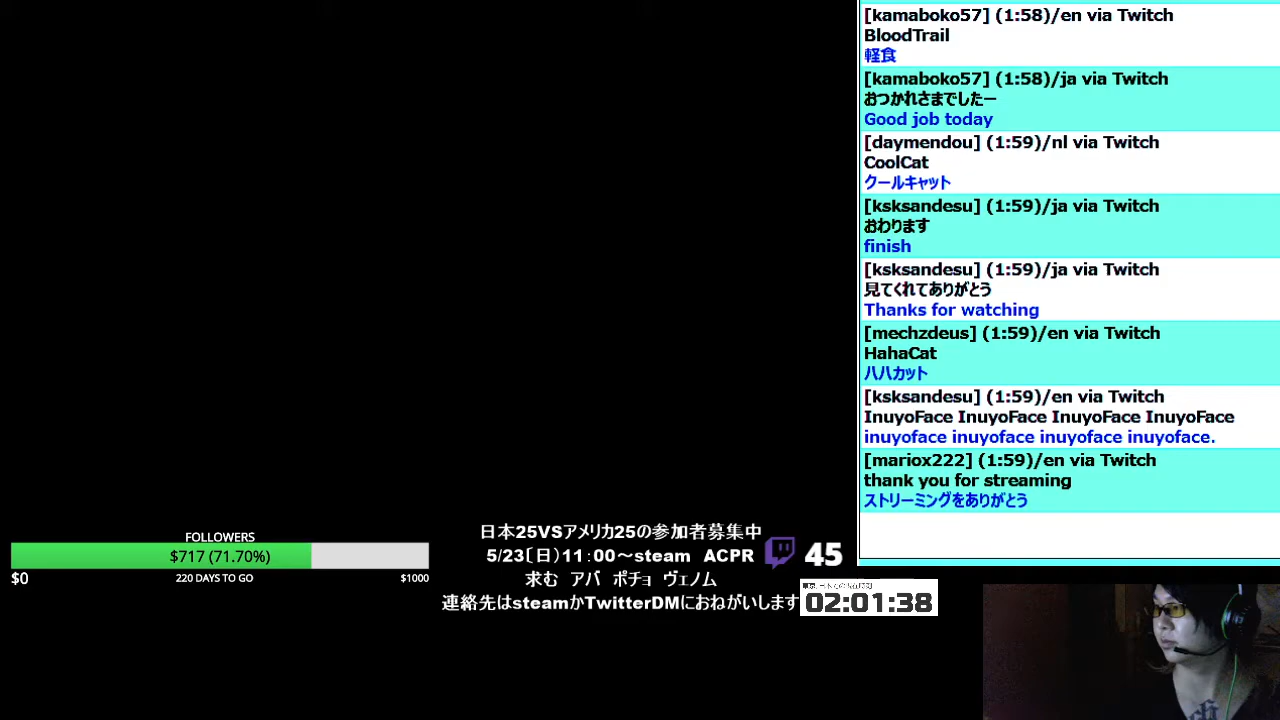 [kamaboko57] (1:58)/en via Twitch
BloodTrail
軽食
[kamaboko57] (1:58)/ja via Twitch
おつかれさまでしたー
Good job today
[daymendou] (1:59)/nl via Twitch
CoolCat
クールキャット
[ksksandesu] (1:59)/ja via Twitch
おわります
finish
[ksksandesu] (1:59)/ja via Twitch
見てくれてありがとう
Thanks for watching
[mechzdeus] (1:59)/en via Twitch
HahaCat
ハハカット
[ksksandesu] (1:59)/en via Twitch
InuyoFace InuyoFace InuyoFace InuyoFace
inuyoface inuyoface inuyoface inuyoface.
[mariox222] (1:59)/en via Twitch
thank you for streaming
ストリーミングをありがとう
FOLLOWERS
$717 (71.70%)
$0 220 DAYS TO GO $1000
日本25VSアメリカ25の参加者募集中
5/23〔日〕11：00～steam ACPR
求む アバ ポチョ ヴェノム
連絡先はsteamかTwitterDMにおねがいします
45
02:01:38